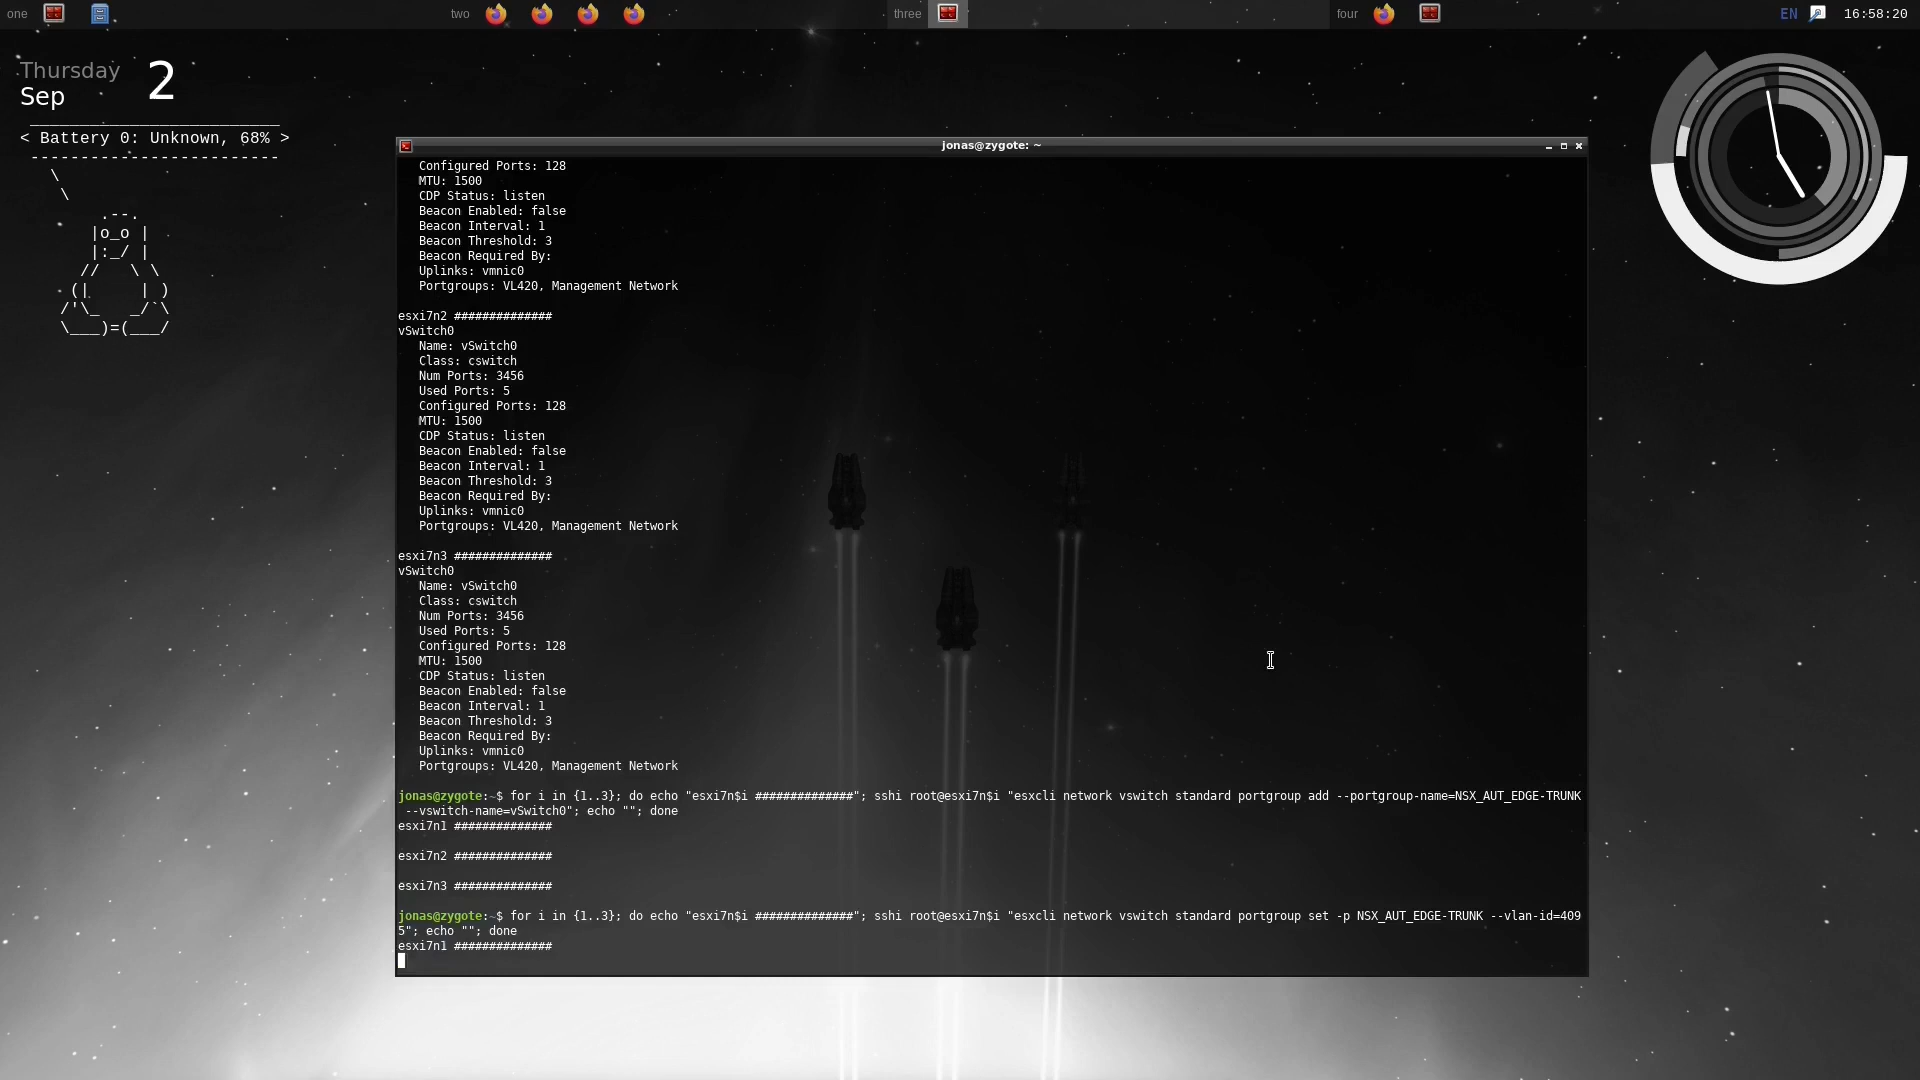 one two three four EN 16:58:20
Thursday 2
Sep
_________________________
< Battery 0: Unknown, 68% >
-------------------------
\
\
.--.
|o_o |
|:_/ |
//   \ \
(|     | )
/'\_   _/`\
\___)=(___/
jonas@zygote: ~
Configured Ports: 128
MTU: 1500
CDP Status: listen
Beacon Enabled: false
Beacon Interval: 1
Beacon Threshold: 3
Beacon Required By:
Uplinks: vmnic0
Portgroups: VL420, Management Network
esxi7n2 ##############
vSwitch0
Name: vSwitch0
Class: cswitch
Num Ports: 3456
Used Ports: 5
Configured Ports: 128
MTU: 1500
CDP Status: listen
Beacon Enabled: false
Beacon Interval: 1
Beacon Threshold: 3
Beacon Required By:
Uplinks: vmnic0
Portgroups: VL420, Management Network
esxi7n3 ##############
vSwitch0
Name: vSwitch0
Class: cswitch
Num Ports: 3456
Used Ports: 5
Configured Ports: 128
MTU: 1500
CDP Status: listen
Beacon Enabled: false
Beacon Interval: 1
Beacon Threshold: 3
Beacon Required By:
Uplinks: vmnic0
Portgroups: VL420, Management Network
jonas@zygote:~$ for i in {1..3}; do echo "esxi7n$i ##############"; sshi root@esxi7n$i "esxcli network vswitch standard portgroup add --portgroup-name=NSX_AUT_EDGE-TRUNK
--vswitch-name=vSwitch0"; echo ""; done
esxi7n1 ##############
esxi7n2 ##############
esxi7n3 ##############
jonas@zygote:~$ for i in {1..3}; do echo "esxi7n$i ##############"; sshi root@esxi7n$i "esxcli network vswitch standard portgroup set -p NSX_AUT_EDGE-TRUNK --vlan-id=409
5"; echo ""; done
esxi7n1 ##############